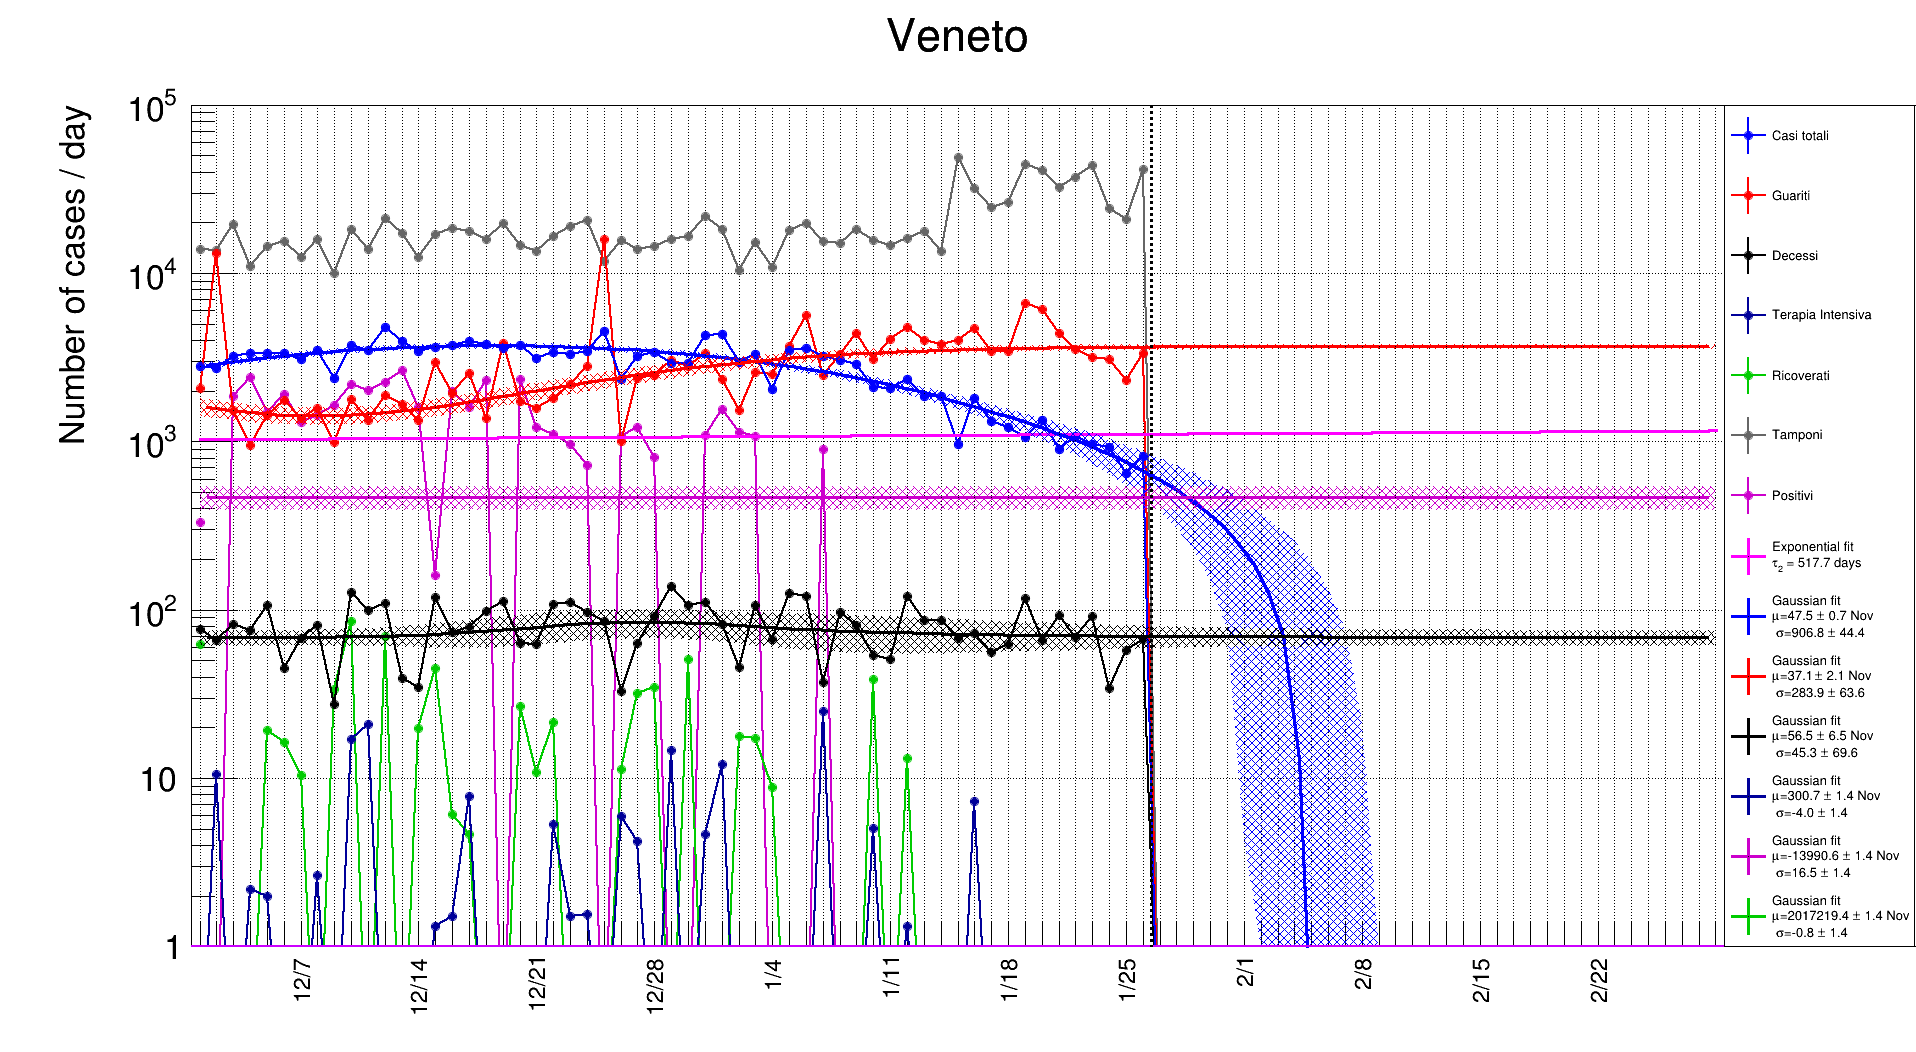 Veneto
Number of cases / day
10^5
10^4
10^3
10^2
10
1
12/7
12/14
12/21
12/28
1/4
1/11
1/18
1/25
2/1
2/8
2/15
2/22
Casi totali
Guariti
Decessi
Terapia Intensiva
Ricoverati
Tamponi
Positivi
Exponential fit
τ2 = 517.7 days
Gaussian fit
μ=47.5 ± 0.7 Nov
σ=906.8 ± 44.4
Gaussian fit
μ=37.1 ± 2.1 Nov
σ=283.9 ± 63.6
Gaussian fit
μ=56.5 ± 6.5 Nov
σ=45.3 ± 69.6
Gaussian fit
μ=300.7 ± 1.4 Nov
σ=-4.0 ± 1.4
Gaussian fit
μ=-13990.6 ± 1.4 Nov
σ=16.5 ± 1.4
Gaussian fit
μ=2017219.4 ± 1.4 Nov
σ=-0.8 ± 1.4